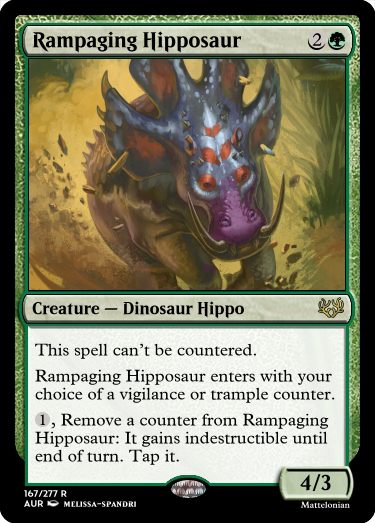 Rampaging Hipposaur 2
Creature — Dinosaur Hippo
This spell can't be countered.
Rampaging Hipposaur enters with your
choice of a vigilance or trample counter.
1, Remove a counter from Rampaging
Hipposaur: It gains indestructible until
end of turn. Tap it.
4/3
167/277 R
AUR MELISSA-SPANDRI
Mattelonian